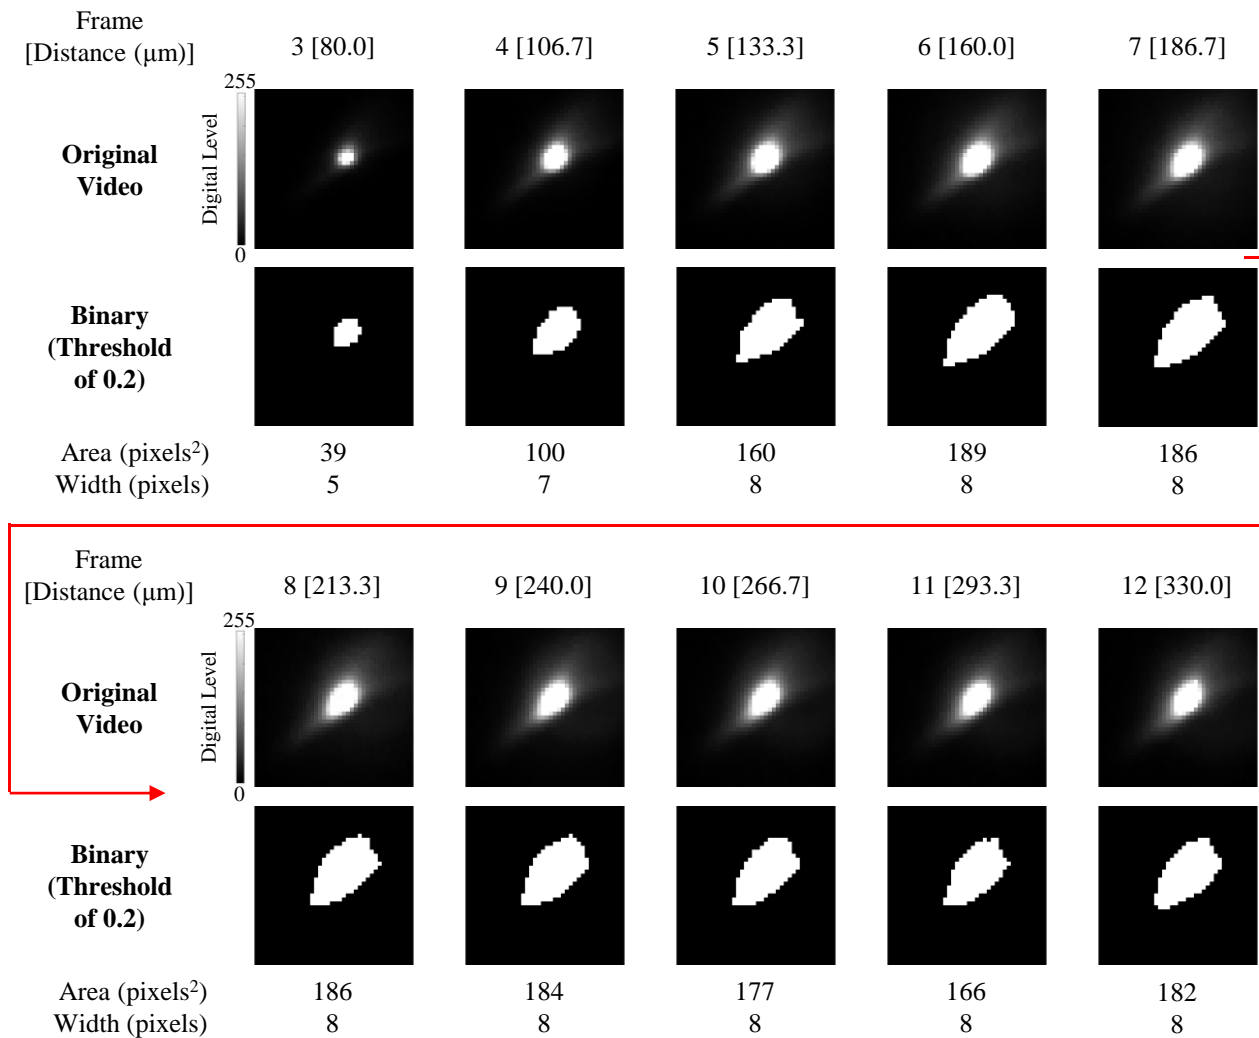 Frame
[Distance (μm)] 3 [80.0] 4 [106.7] 5 [133.3] 6 [160.0] 7 [186.7]
255
Original Video
Digital Level
0
Binary (Threshold of 0.2)
Area (pixels²) 39 100 160 189 186
Width (pixels) 5 7 8 8 8
Frame
[Distance (μm)] 8 [213.3] 9 [240.0] 10 [266.7] 11 [293.3] 12 [330.0]
255
Original Video
Digital Level
0
Binary (Threshold of 0.2)
Area (pixels²) 186 184 177 166 182
Width (pixels) 8 8 8 8 8